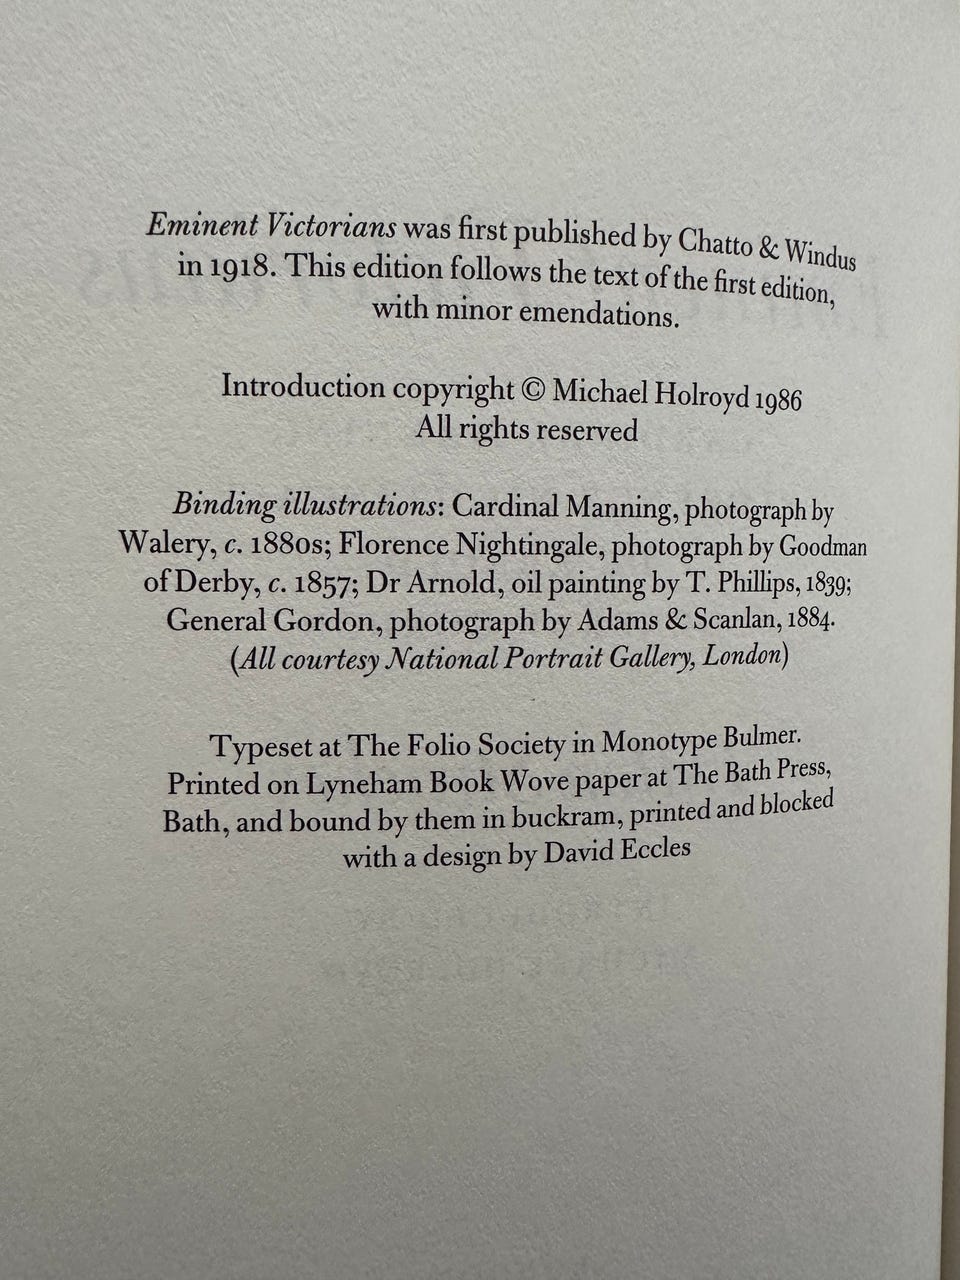 Eminent Victorians was first published by Chatto & Windus
in 1918. This edition follows the text of the first edition,
with minor emendations.
Introduction copyright © Michael Holroyd 1986
All rights reserved
Binding illustrations: Cardinal Manning, photograph by
Walery, c. 1880s; Florence Nightingale, photograph by Goodman
of Derby, c. 1857; Dr Arnold, oil painting by T. Phillips, 1839;
General Gordon, photograph by Adams & Scanlan, 1884.
(All courtesy National Portrait Gallery, London)
Typeset at The Folio Society in Monotype Bulmer.
Printed on Lyneham Book Wove paper at The Bath Press,
Bath, and bound by them in buckram, printed and blocked
with a design by David Eccles